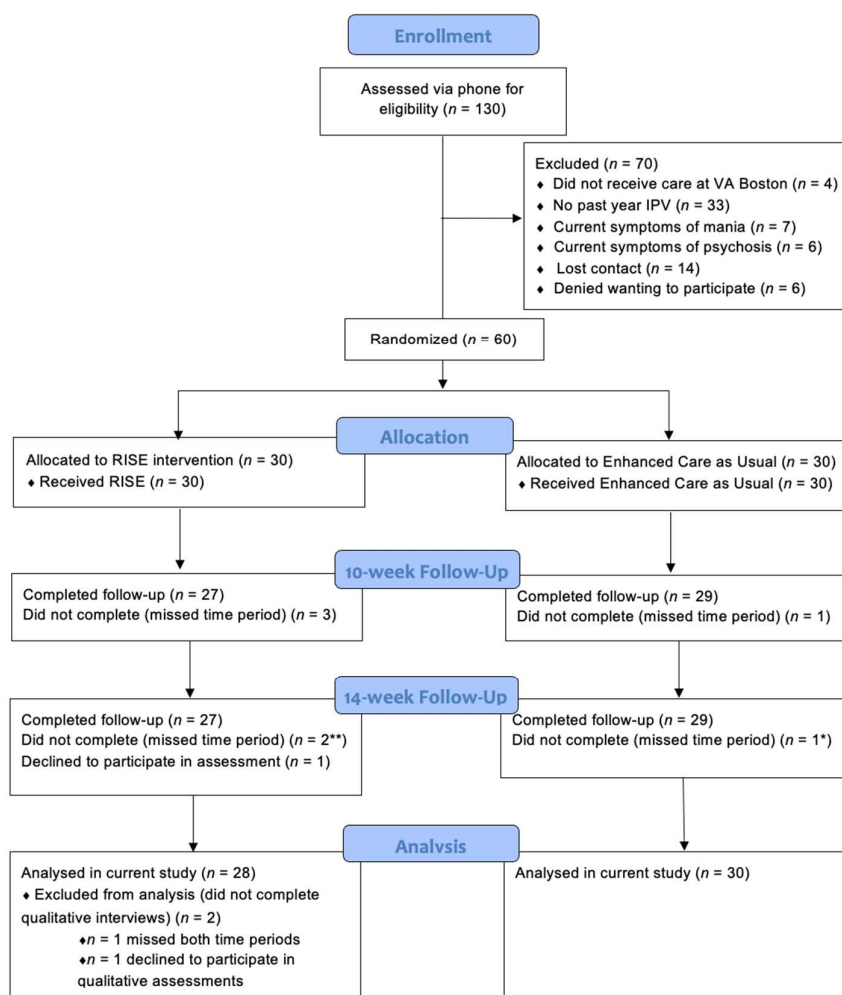 Enrollment
Assessed via phone for
eligibility (n = 130)
Excluded (n = 70)
♦ Did not receive care at VA Boston (n = 4)
♦ No past year IPV (n = 33)
♦ Current symptoms of mania (n = 7)
♦ Current symptoms of psychosis (n = 6)
♦ Lost contact (n = 14)
♦ Denied wanting to participate (n = 6)
Randomized (n = 60)
Allocation
Allocated to RISE intervention (n = 30)
♦ Received RISE (n = 30)
Allocated to Enhanced Care as Usual (n = 30)
♦ Received Enhanced Care as Usual (n = 30)
10-week Follow-Up
Completed follow-up (n = 27)
Did not complete (missed time period) (n = 3)
Completed follow-up (n = 29)
Did not complete (missed time period) (n = 1)
14-week Follow-Up
Completed follow-up (n = 27)
Did not complete (missed time period) (n = 2**)
Declined to participate in assessment (n = 1)
Completed follow-up (n = 29)
Did not complete (missed time period) (n = 1*)
Analysis
Analysed in current study (n = 28)
♦ Excluded from analysis (did not complete
qualitative interviews) (n = 2)
♦n = 1 missed both time periods
♦n = 1 declined to participate in
qualitative assessments
Analysed in current study (n = 30)